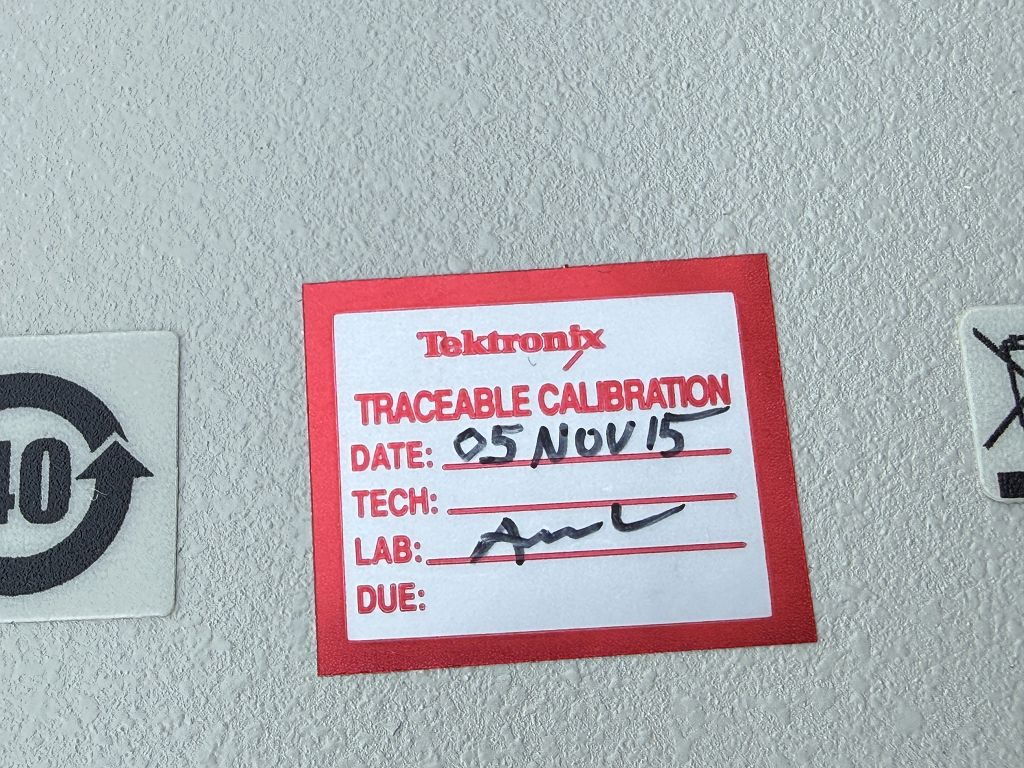 Tektronix
TRACEABLE CALIBRATION
DATE: 05 NOV 15
TECH:
LAB:
DUE:
40